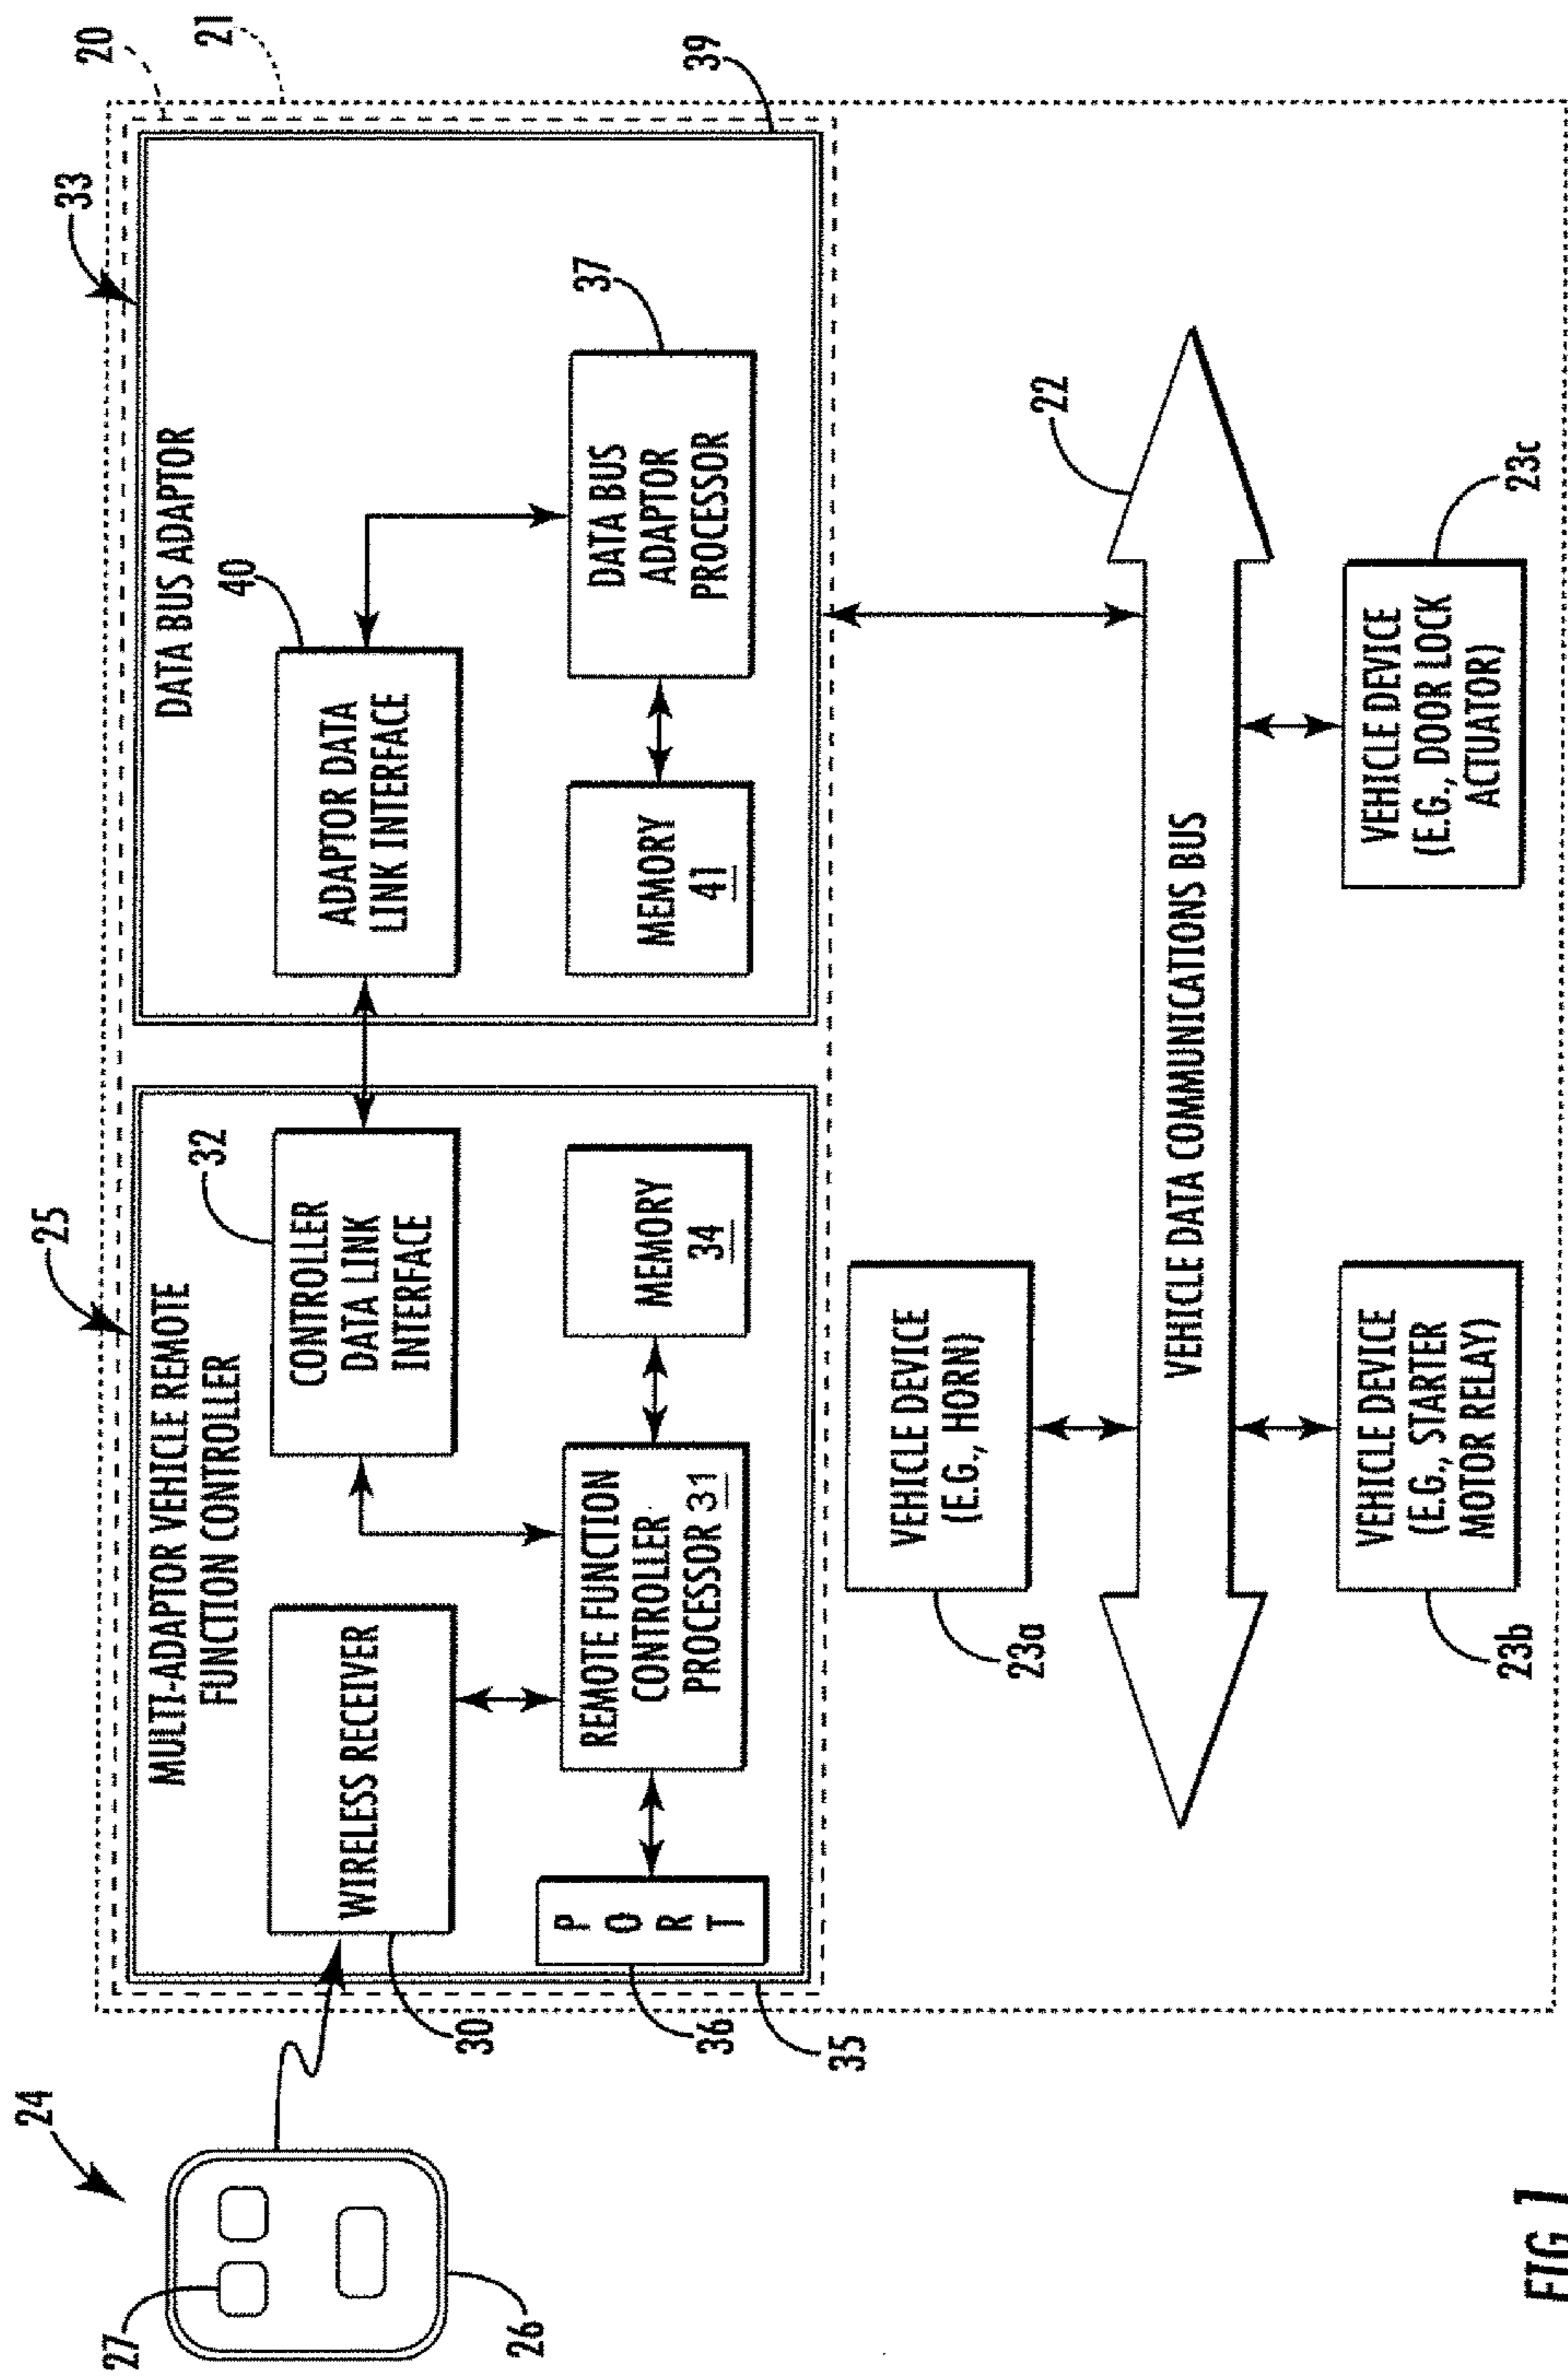 20
21
33
25
39
24
27
26
MULTI-ADAPTOR VEHICLE REMOTE
FUNCTION CONTROLLER
DATA BUS ADAPTOR
32
40
WIRELESS RECEIVER
30
CONTROLLER
DATA LINK
INTERFACE
ADAPTOR DATA
LINK INTERFACE
37
PORT
36
35
REMOTE FUNCTION
CONTROLLER
PROCESSOR 31
MEMORY
34
MEMORY
41
DATA BUS
ADAPTOR
PROCESSOR
VEHICLE DEVICE
(E.G., HORN)
23a
22
VEHICLE DATA COMMUNICATIONS BUS
VEHICLE DEVICE
(E.G., STARTER
MOTOR RELAY)
23b
VEHICLE DEVICE
(E.G., DOOR LOCK
ACTUATOR)
23c
FIG. 1